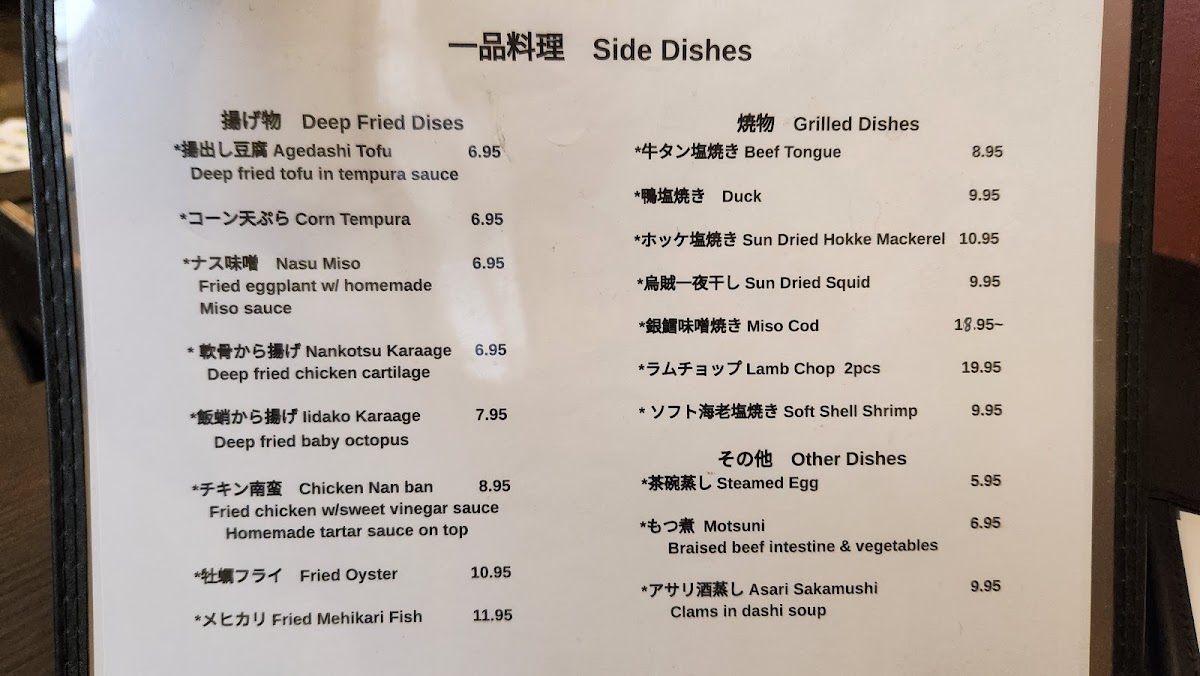 一品料理 Side Dishes
揚げ物 Deep Fried Dises
*揚出し豆腐 Agedashi Tofu 6.95
Deep fried tofu in tempura sauce
*コーン天ぷら Corn Tempura 6.95
*ナス味噌 Nasu Miso 6.95
Fried eggplant w/ homemade
Miso sauce
* 軟骨から揚げ Nankotsu Karaage 6.95
Deep fried chicken cartilage
*飯蛸から揚げ Iidako Karaage 7.95
Deep fried baby octopus
*チキン南蛮 Chicken Nan ban 8.95
Fried chicken w/sweet vinegar sauce
Homemade tartar sauce on top
*牡蠣フライ Fried Oyster 10.95
*メヒカリ Fried Mehikari Fish 11.95
焼物 Grilled Dishes
*牛タン塩焼き Beef Tongue 8.95
*鴨塩焼き Duck 9.95
*ホッケ塩焼き Sun Dried Hokke Mackerel 10.95
*烏賊一夜干し Sun Dried Squid 9.95
*銀鱈味噌焼き Miso Cod 18.95~
*ラムチョップ Lamb Chop 2pcs 19.95
* ソフト海老塩焼き Soft Shell Shrimp 9.95
その他 Other Dishes
*茶碗蒸し Steamed Egg 5.95
*もつ煮 Motsuni 6.95
Braised beef intestine & vegetables
*アサリ酒蒸し Asari Sakamushi 9.95
Clams in dashi soup